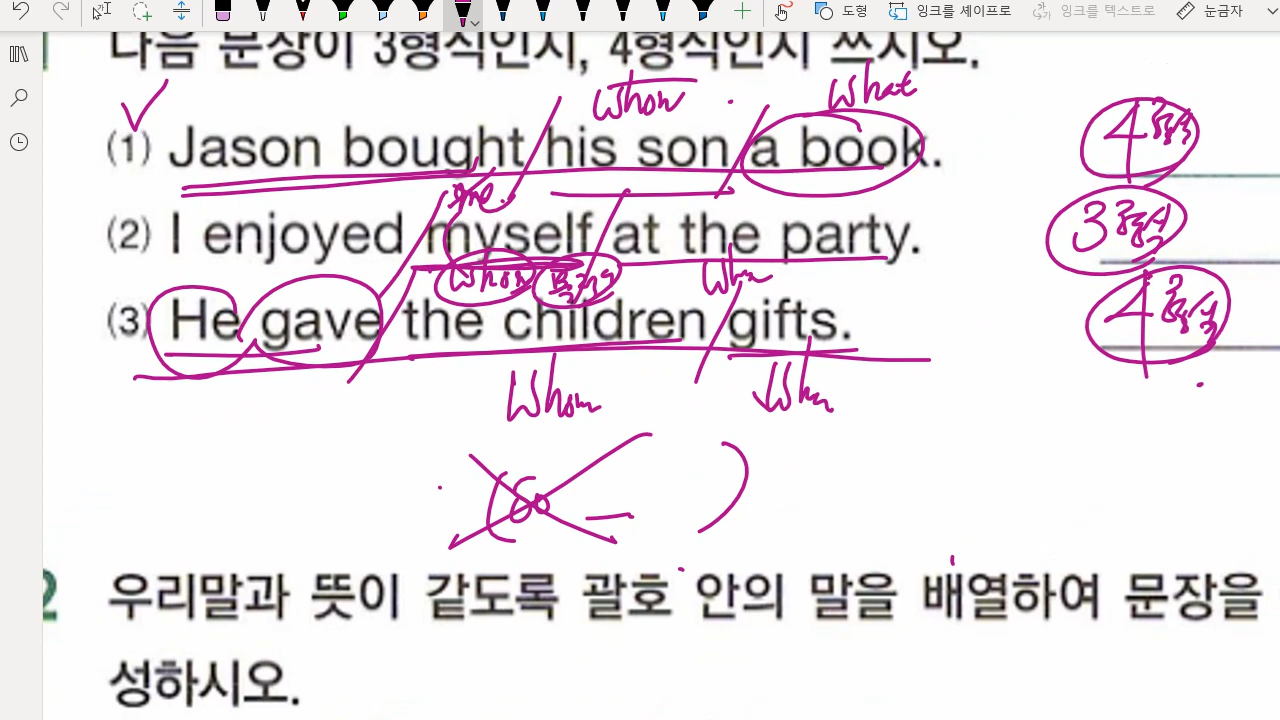 도형 잉크를 셰이프로 잉크를 텍스트로 눈금자
다음 문장이 3형식인지, 4형식인지 쓰시오.
Whom What
(1) Jason bought his son a book. 4형식
(2) I enjoyed myself at the party. 3형식
Whom
(3) He gave the children gifts. 4형식
Whom
2 우리말과 뜻이 같도록 괄호 안의 말을 배열하여 문장을
성하시오.